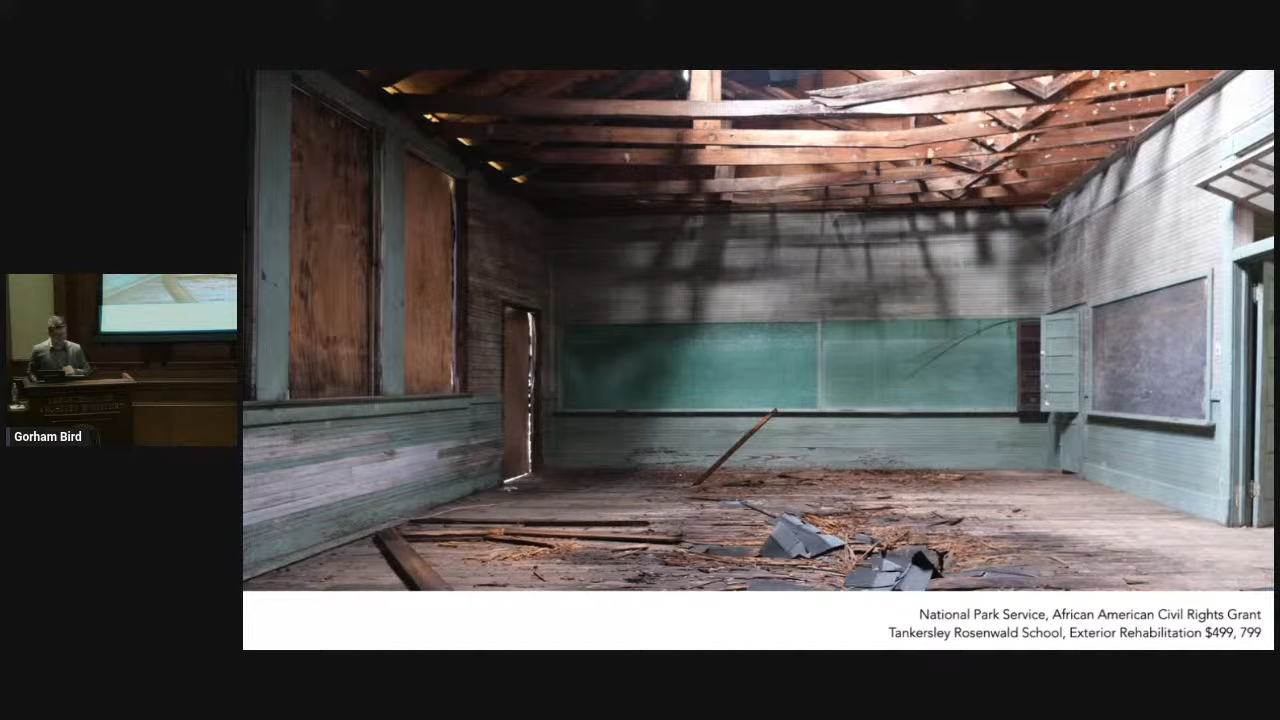 Gorham Bird
National Park Service, African American Civil Rights Grant
Tankersley Rosenwald School, Exterior Rehabilitation $499, 799